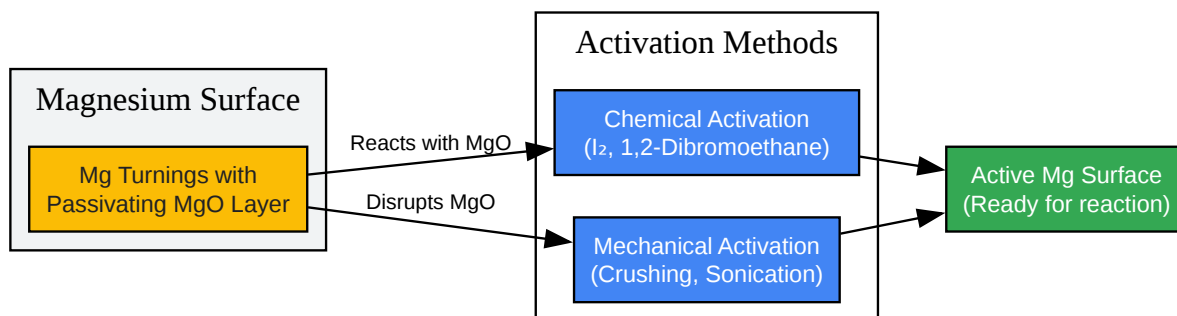 Magnesium Surface
Mg Turnings with
Passivating MgO Layer
Reacts with MgO
Disrupts MgO
Activation Methods
Chemical Activation
(I₂, 1,2-Dibromoethane)
Mechanical Activation
(Crushing, Sonication)
Active Mg Surface
(Ready for reaction)